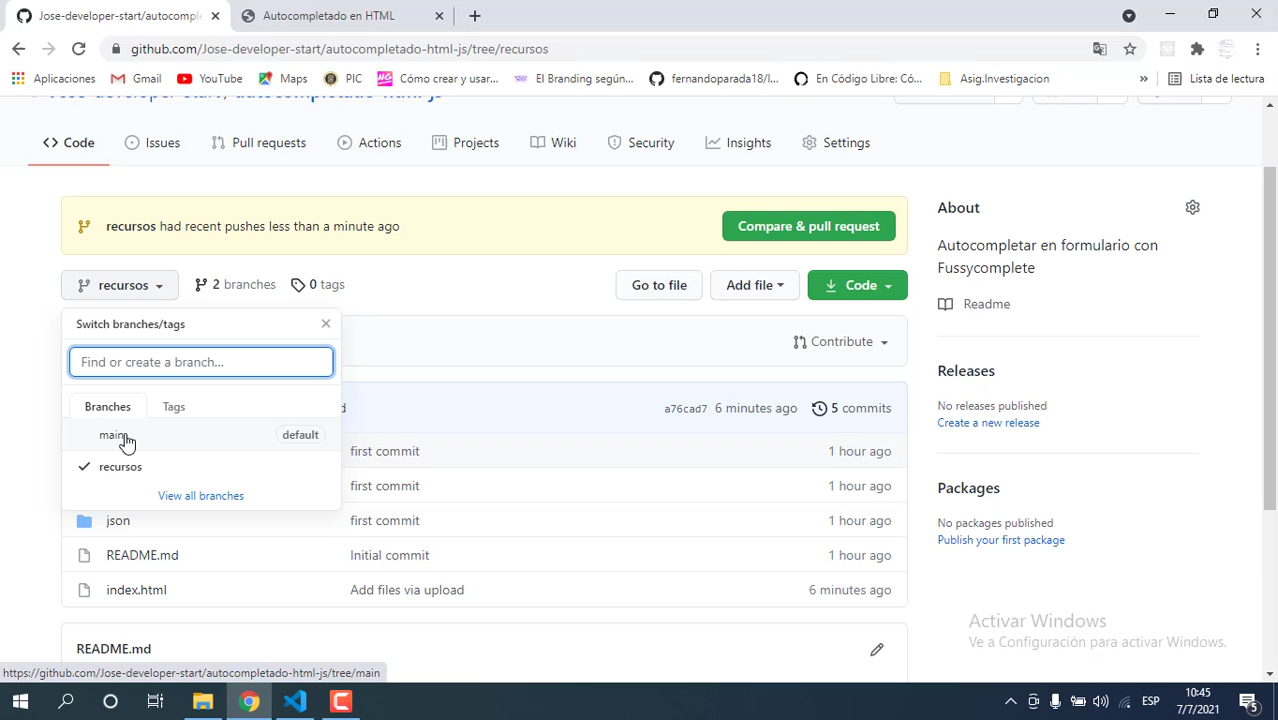 Jose-developer-start/autocomple
Autocompletado en HTML
github.com/Jose-developer-start/autocompletado-html-js/tree/recursos
Aplicaciones
Gmail
YouTube
Maps
PIC
Cómo crear y usar...
El Branding según...
fernandoparada18/l...
En Código Libre: Có...
Asig.Investigacion
»
Lista de lectura
Jose-developer-start/autocompletado-html-js
Code
Issues
Pull requests
Actions
Projects
Wiki
Security
Insights
Settings
recursos had recent pushes less than a minute ago
Compare & pull request
recursos
2 branches
0 tags
Go to file
Add file
Code
Switch branches/tags
Find or create a branch...
Branches
Tags
main
default
recursos
View all branches
Contribute
d
a76cad7
6 minutes ago
5 commits
first commit
1 hour ago
first commit
1 hour ago
json
first commit
1 hour ago
README.md
Initial commit
1 hour ago
index.html
Add files via upload
6 minutes ago
README.md
About
Autocompletar en formulario con
Fussycomplete
Readme
Releases
No releases published
Create a new release
Packages
No packages published
Publish your first package
Activar Windows
Ve a Configuración para activar Windows.
https://github.com/Jose-developer-start/autocompletado-html-js/tree/main
ESP
10:45
7/7/2021
5